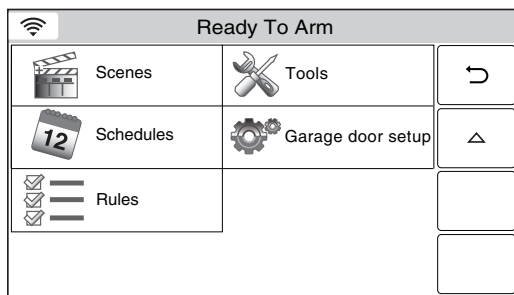 Ready To Arm
Scenes
Tools
12
Schedules
Garage door setup
Rules